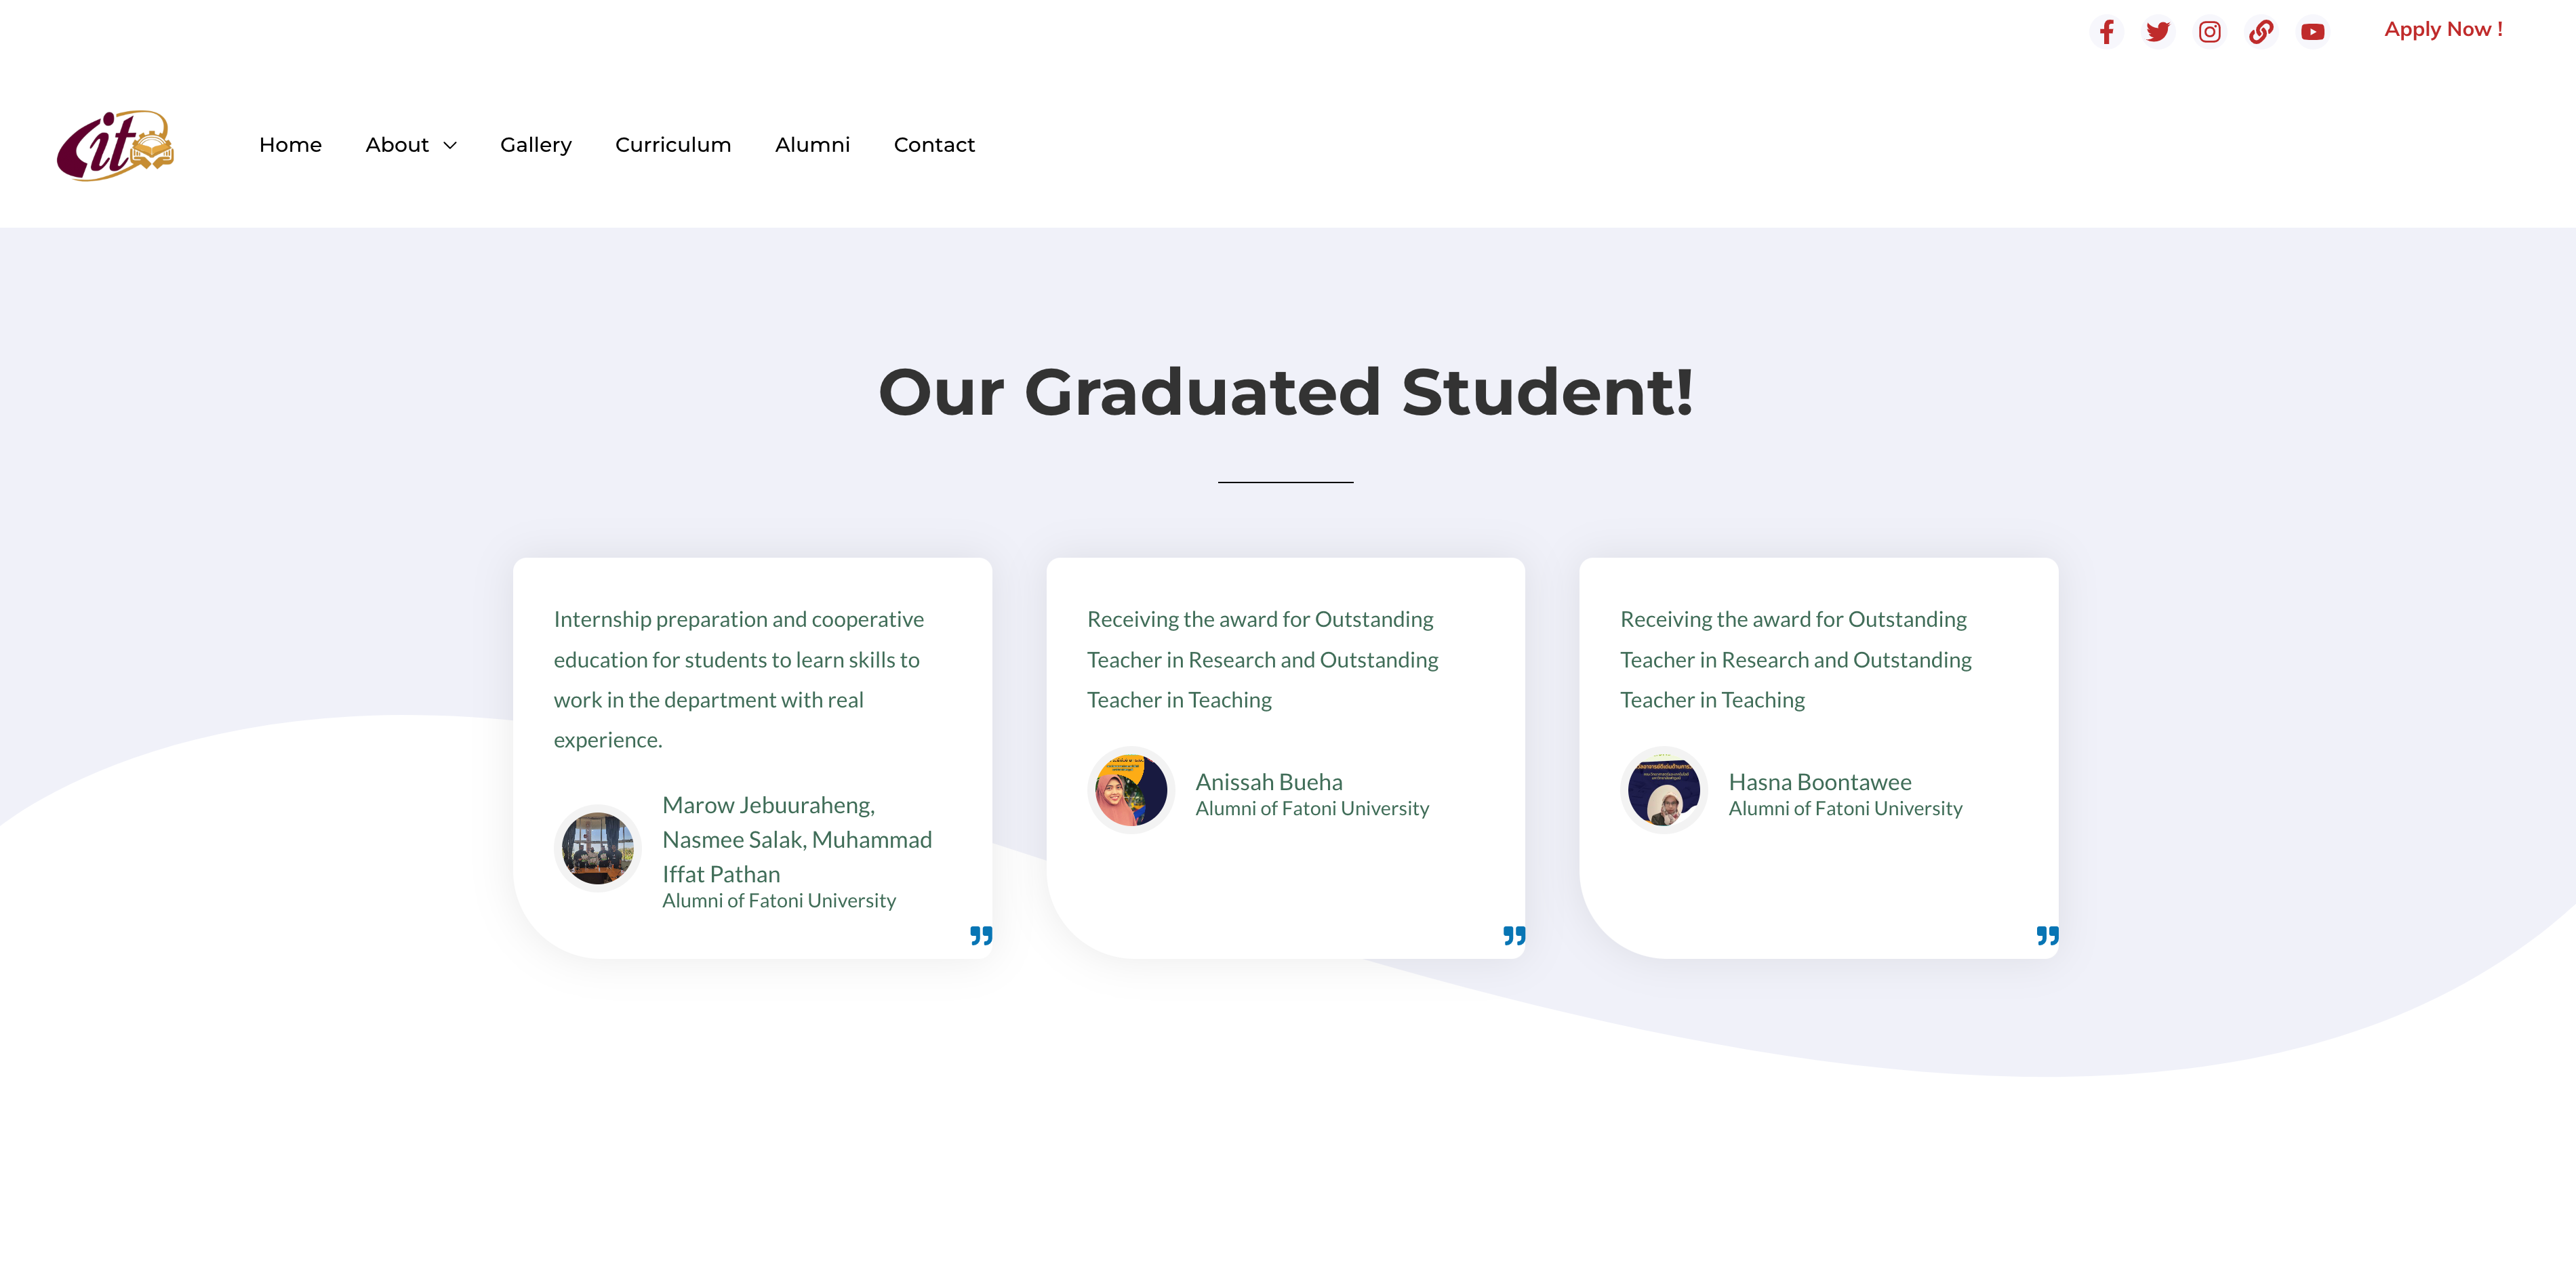 Apply Now !
cit
Home About Gallery Curriculum Alumni Contact
Our Graduated Student!
Internship preparation and cooperative
education for students to learn skills to
work in the department with real
experience.
Marow Jebuuraheng,
Nasmee Salak, Muhammad
Iffat Pathan
Alumni of Fatoni University
Receiving the award for Outstanding
Teacher in Research and Outstanding
Teacher in Teaching
Anissah Bueha
Alumni of Fatoni University
Receiving the award for Outstanding
Teacher in Research and Outstanding
Teacher in Teaching
Hasna Boontawee
Alumni of Fatoni University